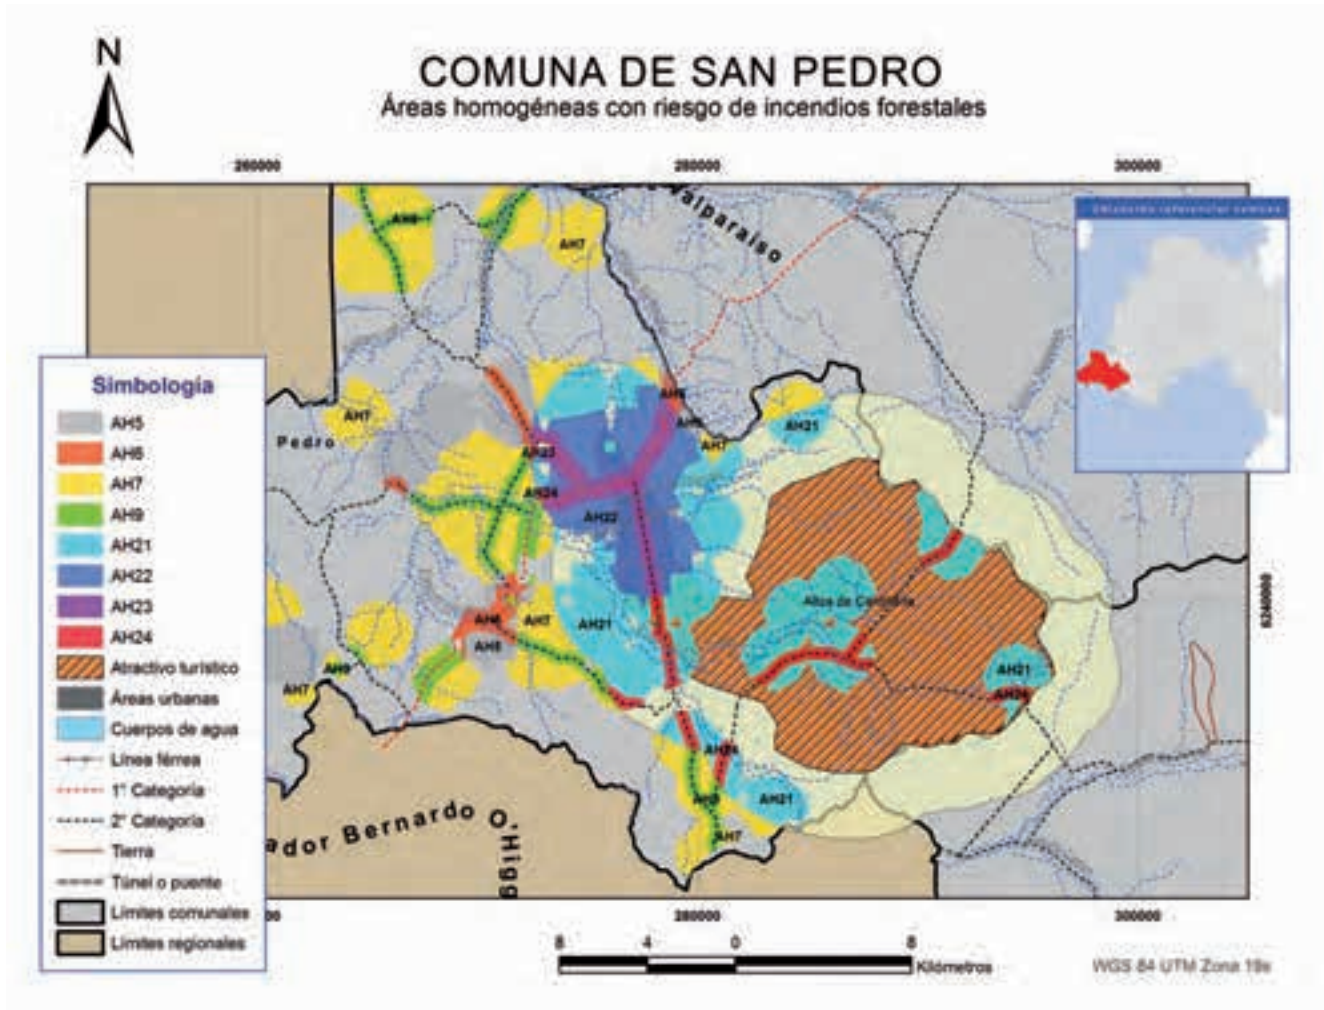 N
COMUNA DE SAN PEDRO
Áreas homogéneas con riesgo de incendios forestales
260000
280000
300000
Valparaíso
AH9
AH7
Simbología
AH5
AH6
AH7
AH9
AH21
AH22
AH23
AH24
Atractivo turístico
Áreas urbanas
Cuerpos de agua
Línea férrea
1° Categoría
2° Categoría
Tierra
Túnel o puente
Límites comunales
Límites regionales
AH7
Pedro
AH6
AH7
AH21
AH23
AH24
AH22
AH21
AH7
AH6
AH5
AH9
AH7
AH21
AH24
AH24
AH9
AH21
AH7
ador Bernardo O'Higg
6240000
280000
300000
8 4 0 8
Kilómetros
WGS 84 UTM Zona 19s